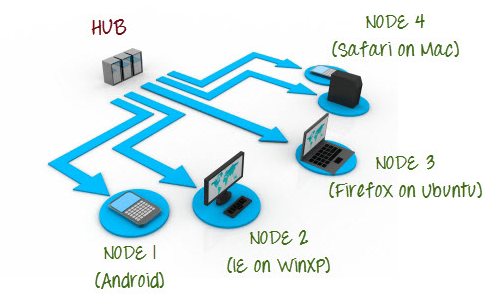 HUB
NODE 4
(Safari on Mac)
NODE 3
(Firefox on Ubuntu)
NODE 2
(IE on WinXP)
NODE 1
(Android)